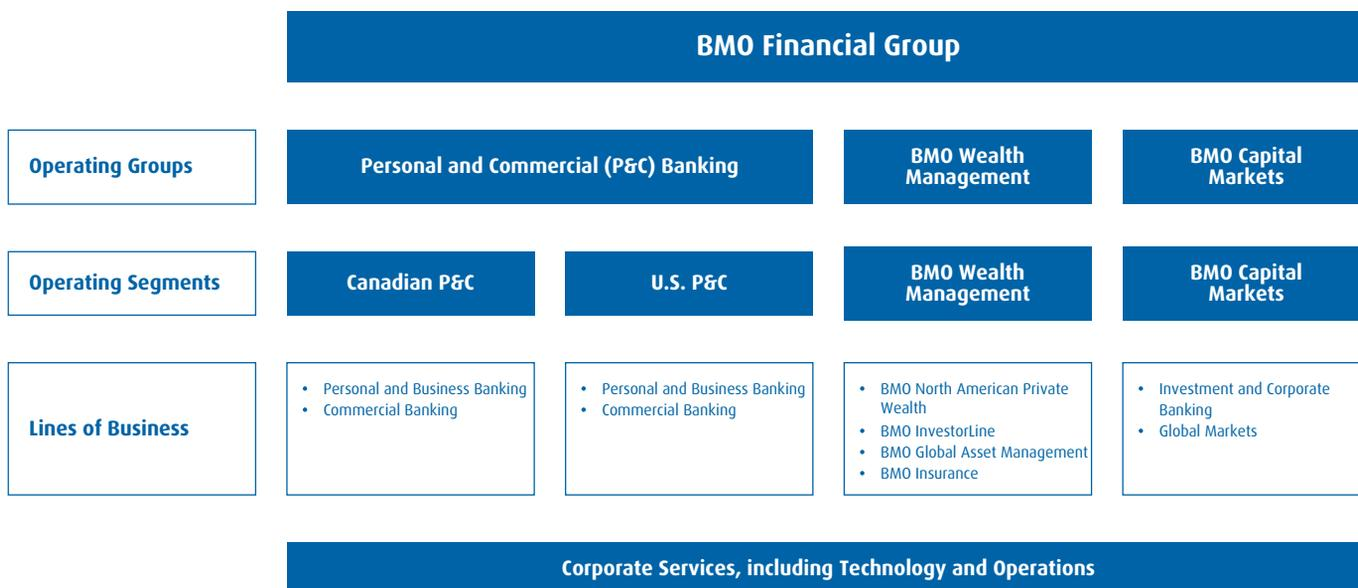 BMO Financial Group
Operating Groups
Personal and Commercial (P&C) Banking
BMO Wealth
Management
BMO Capital
Markets
Operating Segments
Canadian P&C
U.S. P&C
BMO Wealth
Management
BMO Capital
Markets
Lines of Business
• Personal and Business Banking
• Commercial Banking
• Personal and Business Banking
• Commercial Banking
• BMO North American Private
Wealth
• BMO InvestorLine
• BMO Global Asset Management
• BMO Insurance
• Investment and Corporate
Banking
• Global Markets
Corporate Services, including Technology and Operations